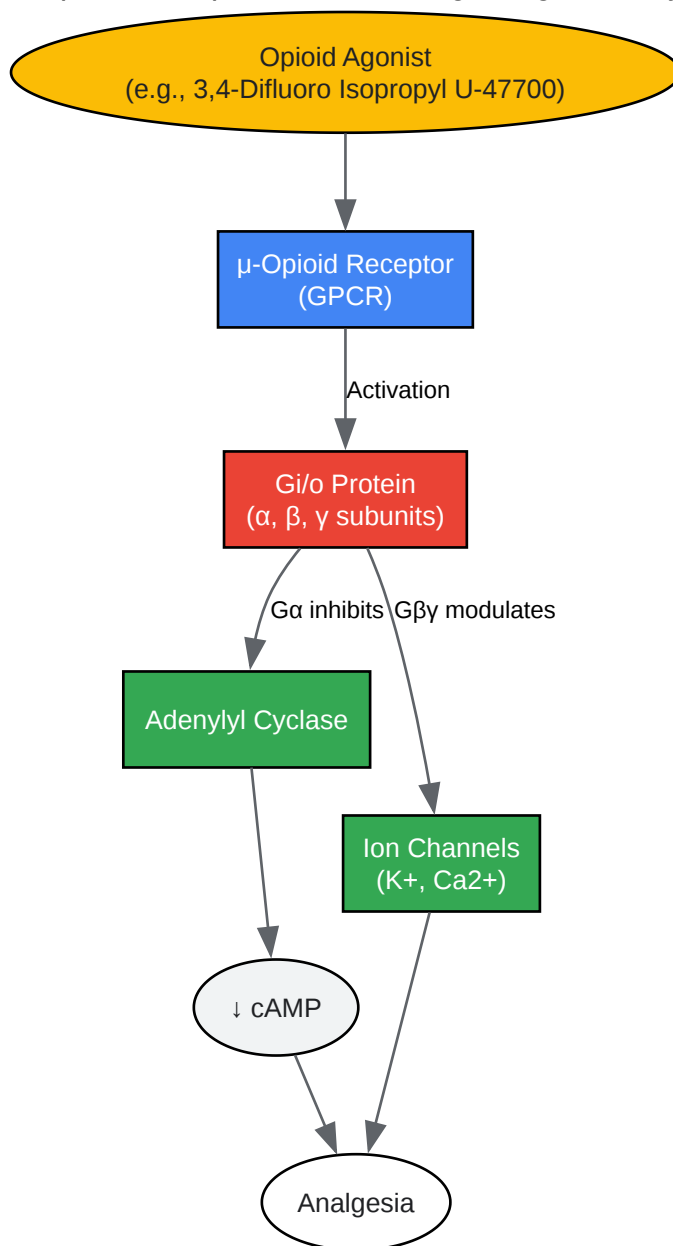 Opioid Agonist
(e.g., 3,4-Difluoro Isopropyl U-47700)
μ-Opioid Receptor
(GPCR)
Activation
Gi/o Protein
(α, β, γ subunits)
Gα inhibits
Gβγ modulates
Adenylyl Cyclase
Ion Channels
(K+, Ca2+)
↓ cAMP
Analgesia